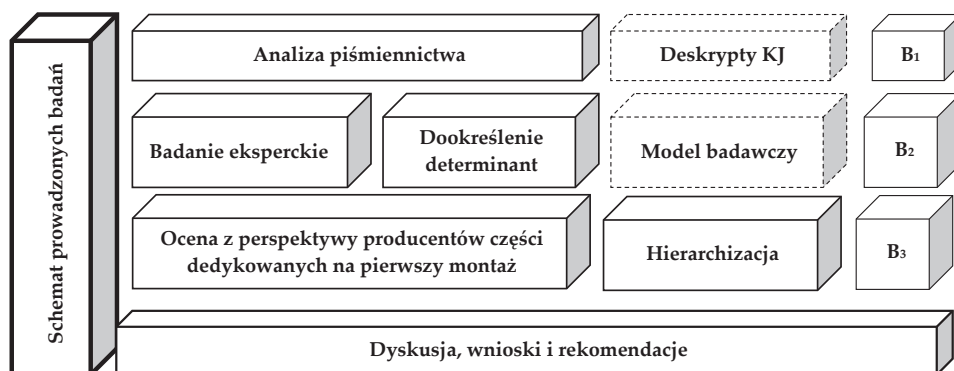 Schemat prowadzonych badań
Analiza piśmiennictwa
Deskrypty KJ
B1
Badanie eksperckie
Dookreślenie
determinant
Model badawczy
B2
Ocena z perspektywy producentów części
dedykowanych na pierwszy montaż
Hierarchizacja
B3
Dyskusja, wnioski i rekomendacje